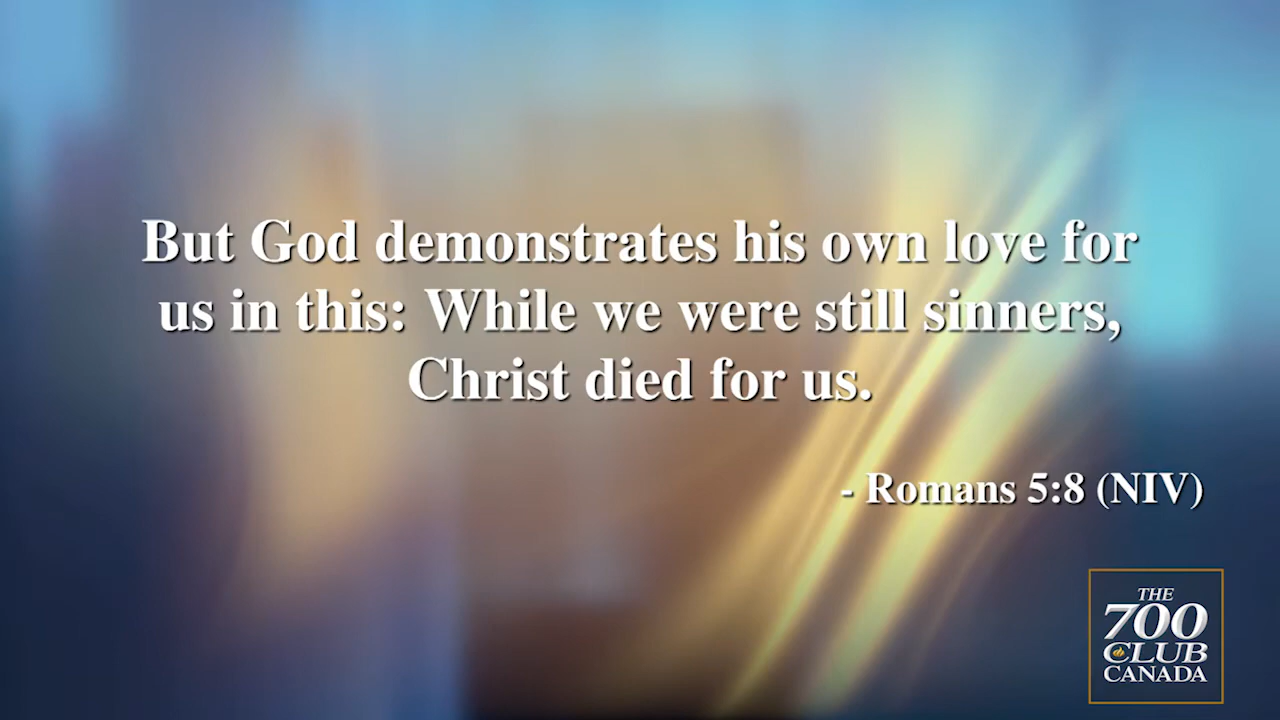 But God demonstrates his own love for
us in this: While we were still sinners,
Christ died for us.
- Romans 5:8 (NIV)
THE
700
CLUB
CANADA